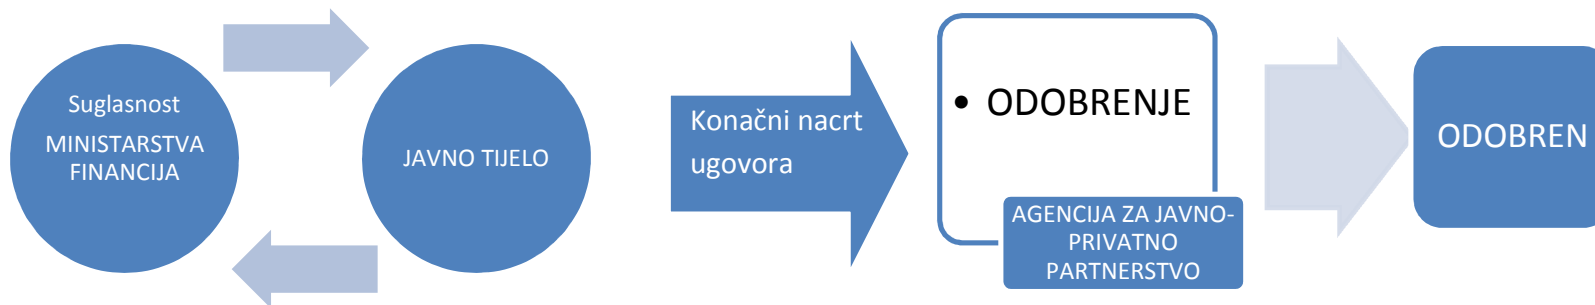 Suglasnost
MINISTARSTVA
FINANCIJA
JAVNO TIJELO
Konačni nacrt
ugovora
• ODOBRENJE
AGENCIJA ZA JAVNO-
PRIVATNO
PARTNERSTVO
ODOBREN